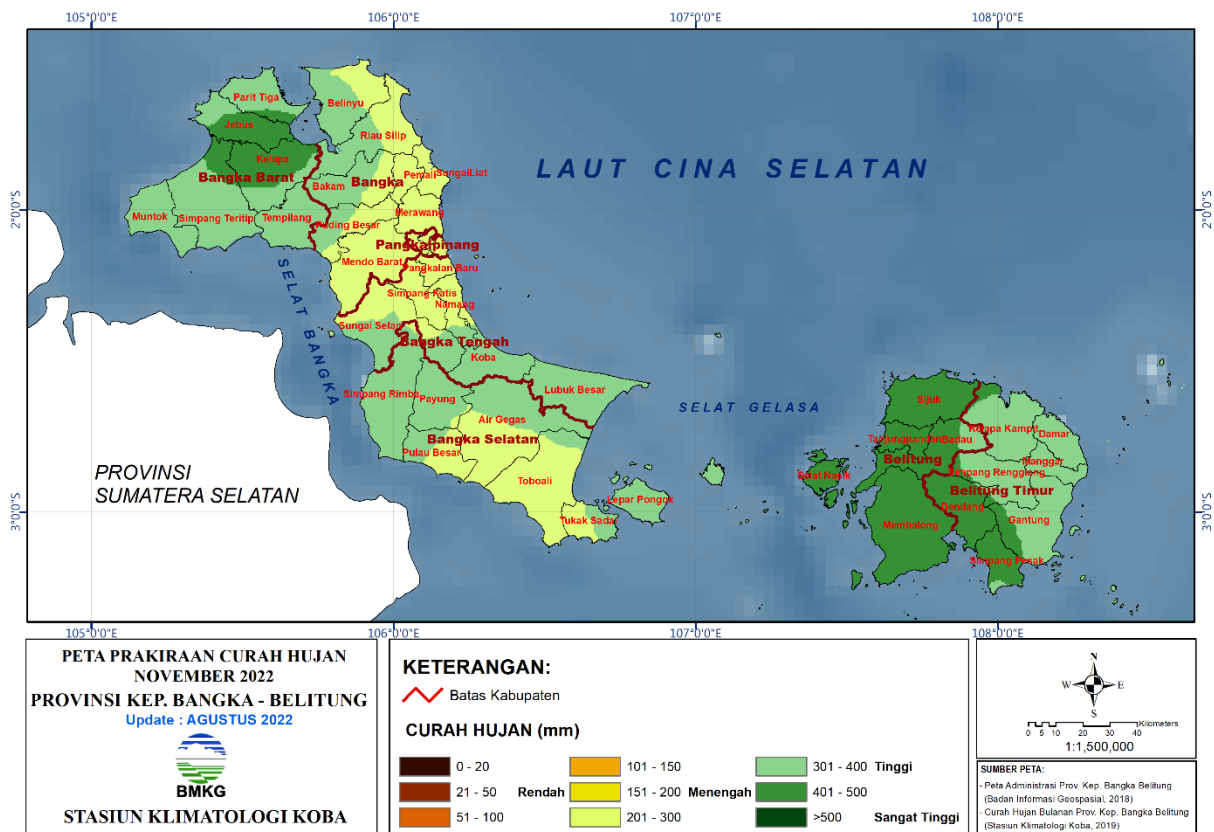 105°0'0"E 106°0'0"E 107°0'0"E 108°0'0"E
2°0'0"S
3°0'0"S
2°0'0"S
3°0'0"S
Parit Tiga
Belinyu
Jebus
Riau Silip
Kelapa
Bangka Barat
Bakam
Bangka
Pemali
SungaiLiat
Muntok
Simpang Teritip
Tempilang
Merawang
Puding Besar
Pangkalpinang
Mendo Barat
Pangkalan Baru
Simpang Katis
Namang
Sungai Selan
Bangka Tengah
Koba
Simpang Rimba
Payung
Lubuk Besar
Air Gegas
Bangka Selatan
Pulau Besar
Toboali
Lepar Pongok
Tukak Sadai
LAUT CINA SELATAN
SELAT BANGKA
SELAT GELASA
PROVINSI
SUMATERA SELATAN
Sijuk
Kelapa Kampit
Damar
Tanjungpandan
Badau
Belitung
Manggar
Selat Nasik
Simpang Renggiang
Belitung Timur
Dendang
Membalong
Gantung
Simpang Pesak
105°0'0"E 106°0'0"E 107°0'0"E 108°0'0"E
PETA PRAKIRAAN CURAH HUJAN
NOVEMBER 2022
PROVINSI KEP. BANGKA - BELITUNG
Update : AGUSTUS 2022
BMKG
STASIUN KLIMATOLOGI KOBA
KETERANGAN:
Batas Kabupaten
CURAH HUJAN (mm)
0 - 20
21 - 50 Rendah
51 - 100
101 - 150
151 - 200 Menengah
201 - 300
301 - 400 Tinggi
401 - 500
>500 Sangat Tinggi
N
W E
S
0 5 10 20 30 40 Kilometers
1:1,500,000
SUMBER PETA:
- Peta Administrasi Prov. Kep. Bangka Belitung
(Badan Informasi Geospasial, 2018)
- Curah Hujan Bulanan Prov. Kep. Bangka Belitung
(Stasiun Klimatologi Koba, 2019)